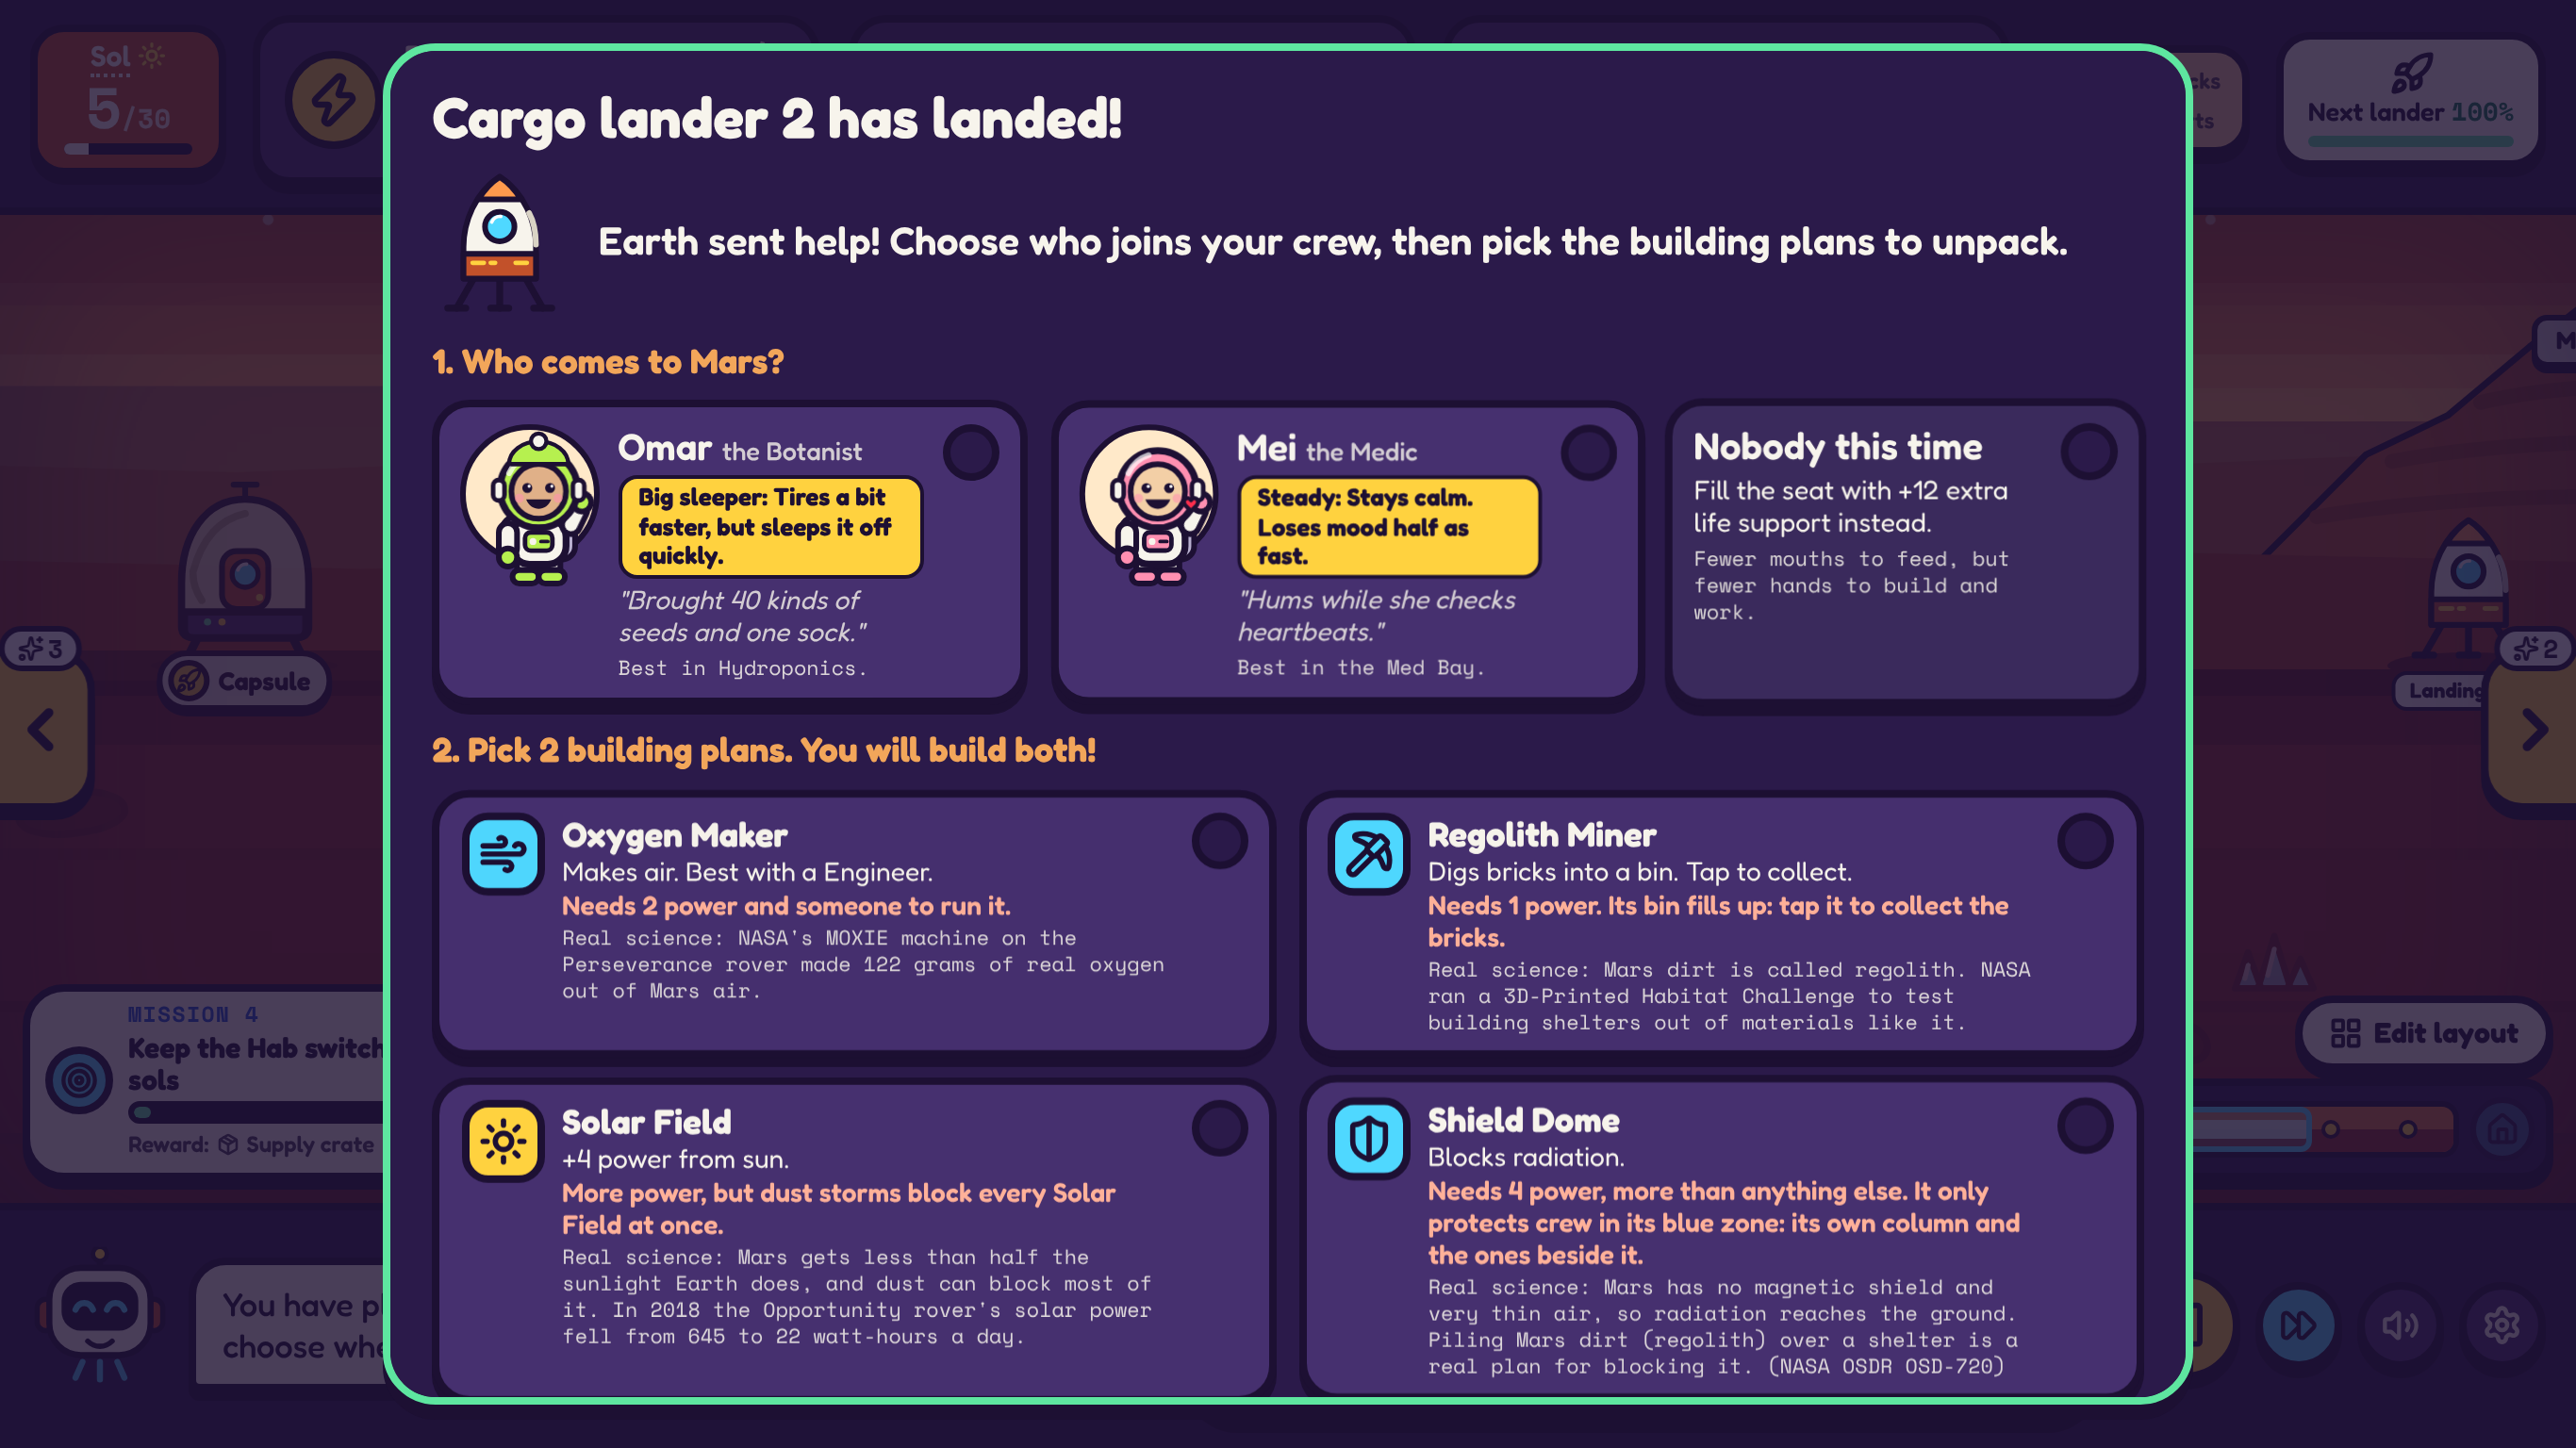 Sol
5/30
cks
ts
Next lander 100%
Cargo lander 2 has landed!
Earth sent help! Choose who joins your crew, then pick the building plans to unpack.
1. Who comes to Mars?
Omar the Botanist
Big sleeper: Tires a bit
faster, but sleeps it off
quickly.
"Brought 40 kinds of
seeds and one sock."
Best in Hydroponics.
Mei the Medic
Steady: Stays calm.
Loses mood half as
fast.
"Hums while she checks
heartbeats."
Best in the Med Bay.
Nobody this time
Fill the seat with +12 extra
life support instead.
Fewer mouths to feed, but
fewer hands to build and
work.
M
3
Capsule
2
Landing
2. Pick 2 building plans. You will build both!
Oxygen Maker
Makes air. Best with a Engineer.
Needs 2 power and someone to run it.
Real science: NASA's MOXIE machine on the
Perseverance rover made 122 grams of real oxygen
out of Mars air.
Regolith Miner
Digs bricks into a bin. Tap to collect.
Needs 1 power. Its bin fills up: tap it to collect the
bricks.
Real science: Mars dirt is called regolith. NASA
ran a 3D-Printed Habitat Challenge to test
building shelters out of materials like it.
Solar Field
+4 power from sun.
More power, but dust storms block every Solar
Field at once.
Real science: Mars gets less than half the
sunlight Earth does, and dust can block most of
it. In 2018 the Opportunity rover's solar power
fell from 645 to 22 watt-hours a day.
Shield Dome
Blocks radiation.
Needs 4 power, more than anything else. It only
protects crew in its blue zone: its own column and
the ones beside it.
Real science: Mars has no magnetic shield and
very thin air, so radiation reaches the ground.
Piling Mars dirt (regolith) over a shelter is a
real plan for blocking it. (NASA OSDR OSD-720)
MISSION 4
Keep the Hab switch
sols
Reward: Supply crate
Edit layout
You have pl
choose whe